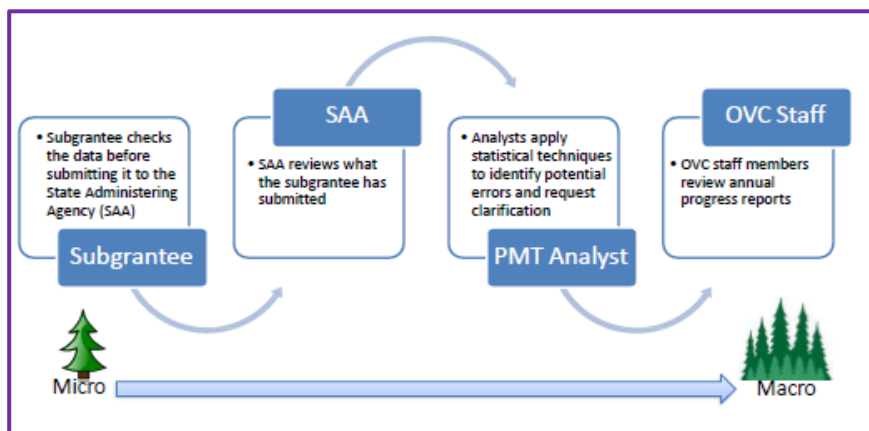 • Subgrantee checks
the data before
submitting it to the
State Administering
Agency (SAA)
Subgrantee
SAA
• SAA reviews what
the subgrantee has
submitted
• Analysts apply
statistical techniques
to identify potential
errors and request
clarification
PMT Analyst
OVC Staff
• OVC staff members
review annual
progress reports
Micro
Macro